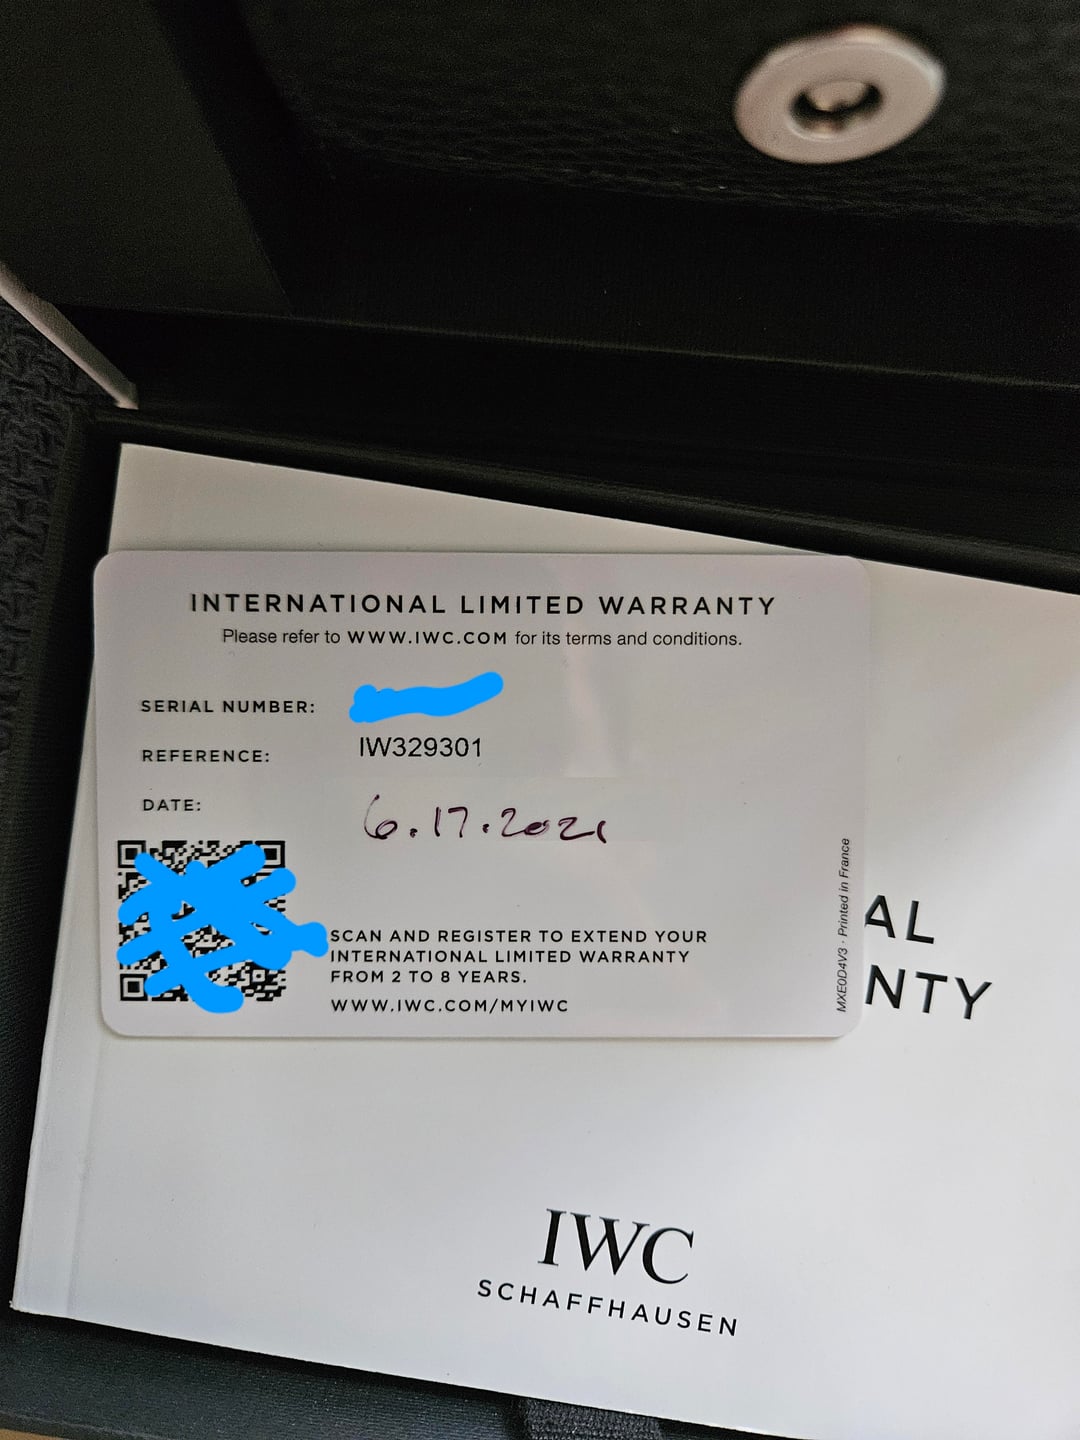 INTERNATIONAL LIMITED WARRANTY
Please refer to WWW.IWC.COM for its terms and conditions.
SERIAL NUMBER:
REFERENCE: IW329301
DATE: 6.17.2021
SCAN AND REGISTER TO EXTEND YOUR
INTERNATIONAL LIMITED WARRANTY
FROM 2 TO 8 YEARS.
WWW.IWC.COM/MYIWC
MXE0D4V3 · Printed in France
AL
NTY
IWC
SCHAFFHAUSEN